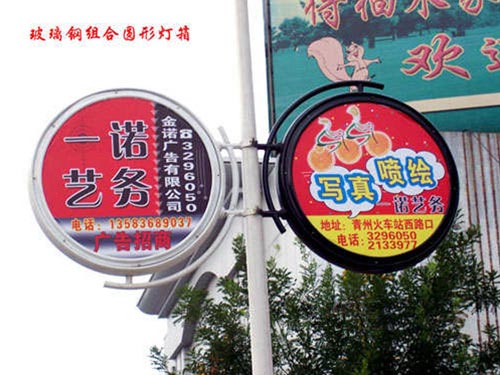 玻璃钢组合圆形灯箱
欢迎
一诺
艺务
金诺广告有限公司
☎3296050
电话：13583689037
广告招商
写真喷绘
一诺艺务
地址：青州火车站西路口
电话：3296050
2133977